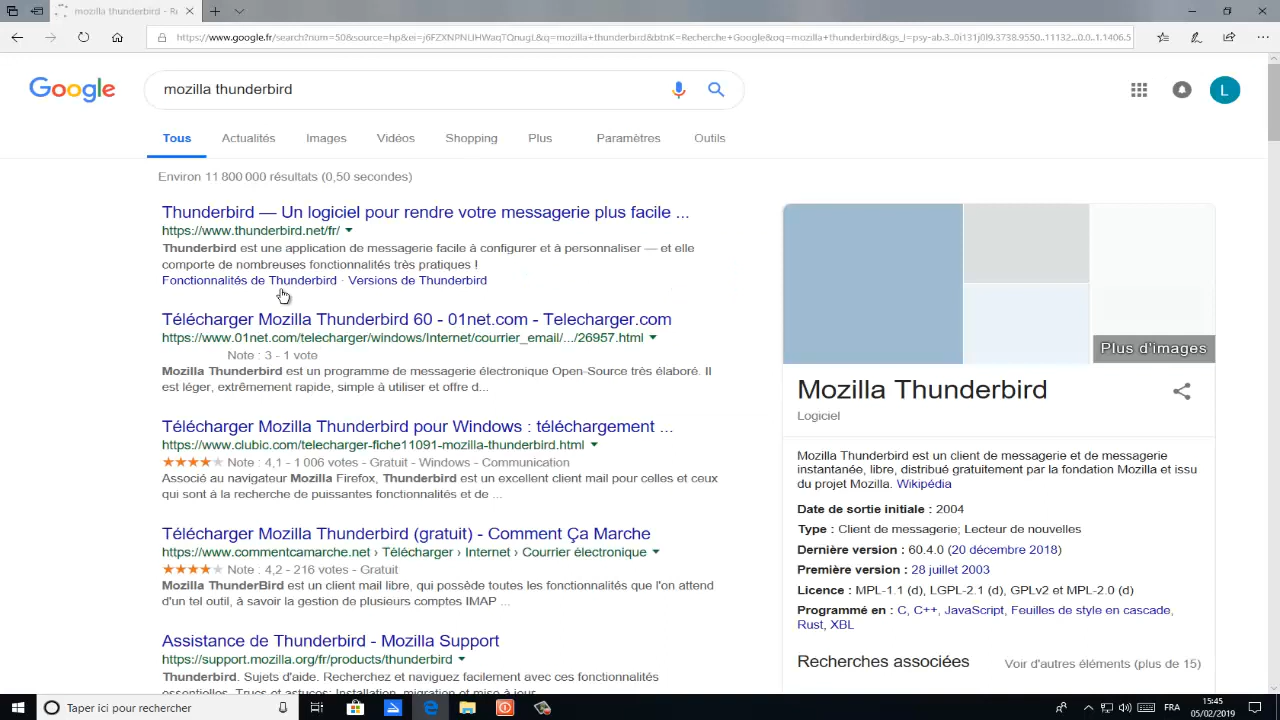 mozilla thunderbird - Re
https://www.google.fr/search?num=50&source=hp&ei=j6FZXNPNLIHWaQTQnugL&q=mozilla+thunderbird&btnK=Recherche+Google&oq=mozilla+thunderbird&gs_l=psy-ab.3..0i131j0l9.3738.9550..11132...0.0..1.1406.5
Google
mozilla thunderbird
L
Tous Actualités Images Vidéos Shopping Plus Paramètres Outils
Environ 11 800 000 résultats (0,50 secondes)
Thunderbird — Un logiciel pour rendre votre messagerie plus facile ...
https://www.thunderbird.net/fr/
Thunderbird est une application de messagerie facile à configurer et à personnaliser — et elle
comporte de nombreuses fonctionnalités très pratiques !
Fonctionnalités de Thunderbird · Versions de Thunderbird
Télécharger Mozilla Thunderbird 60 - 01net.com - Telecharger.com
https://www.01net.com/telecharger/windows/Internet/courrier_email/.../26957.html
Note : 3 - 1 vote
Mozilla Thunderbird est un programme de messagerie électronique Open-Source très élaboré. Il
est léger, extrêmement rapide, simple à utiliser et offre d...
Télécharger Mozilla Thunderbird pour Windows : téléchargement ...
https://www.clubic.com/telecharger-fiche11091-mozilla-thunderbird.html
Note : 4,1 - 1 006 votes - Gratuit - Windows - Communication
Associé au navigateur Mozilla Firefox, Thunderbird est un excellent client mail pour celles et ceux
qui sont à la recherche de puissantes fonctionnalités et de ...
Télécharger Mozilla Thunderbird (gratuit) - Comment Ça Marche
https://www.commentcamarche.net › Télécharger › Internet › Courrier électronique
Note : 4,2 - 216 votes - Gratuit
Mozilla ThunderBird est un client mail libre, qui possède toutes les fonctionnalités que l'on attend
d'un tel outil, à savoir la gestion de plusieurs comptes IMAP ...
Assistance de Thunderbird - Mozilla Support
https://support.mozilla.org/fr/products/thunderbird
Thunderbird. Sujets d'aide. Recherchez et naviguez facilement avec ces fonctionnalités
essentielles. Trucs et astuces; Installation, migration et mise à jour
Plus d'images
Mozilla Thunderbird
Logiciel
Mozilla Thunderbird est un client de messagerie et de messagerie
instantanée, libre, distribué gratuitement par la fondation Mozilla et issu
du projet Mozilla. Wikipédia
Date de sortie initiale : 2004
Type : Client de messagerie; Lecteur de nouvelles
Dernière version : 60.4.0 (20 décembre 2018)
Première version : 28 juillet 2003
Licence : MPL-1.1 (d), LGPL-2.1 (d), GPLv2 et MPL-2.0 (d)
Programmé en : C, C++, JavaScript, Feuilles de style en cascade,
Rust, XBL
Recherches associées Voir d'autres éléments (plus de 15)
Taper ici pour rechercher
FRA
15:45
05/02/2019